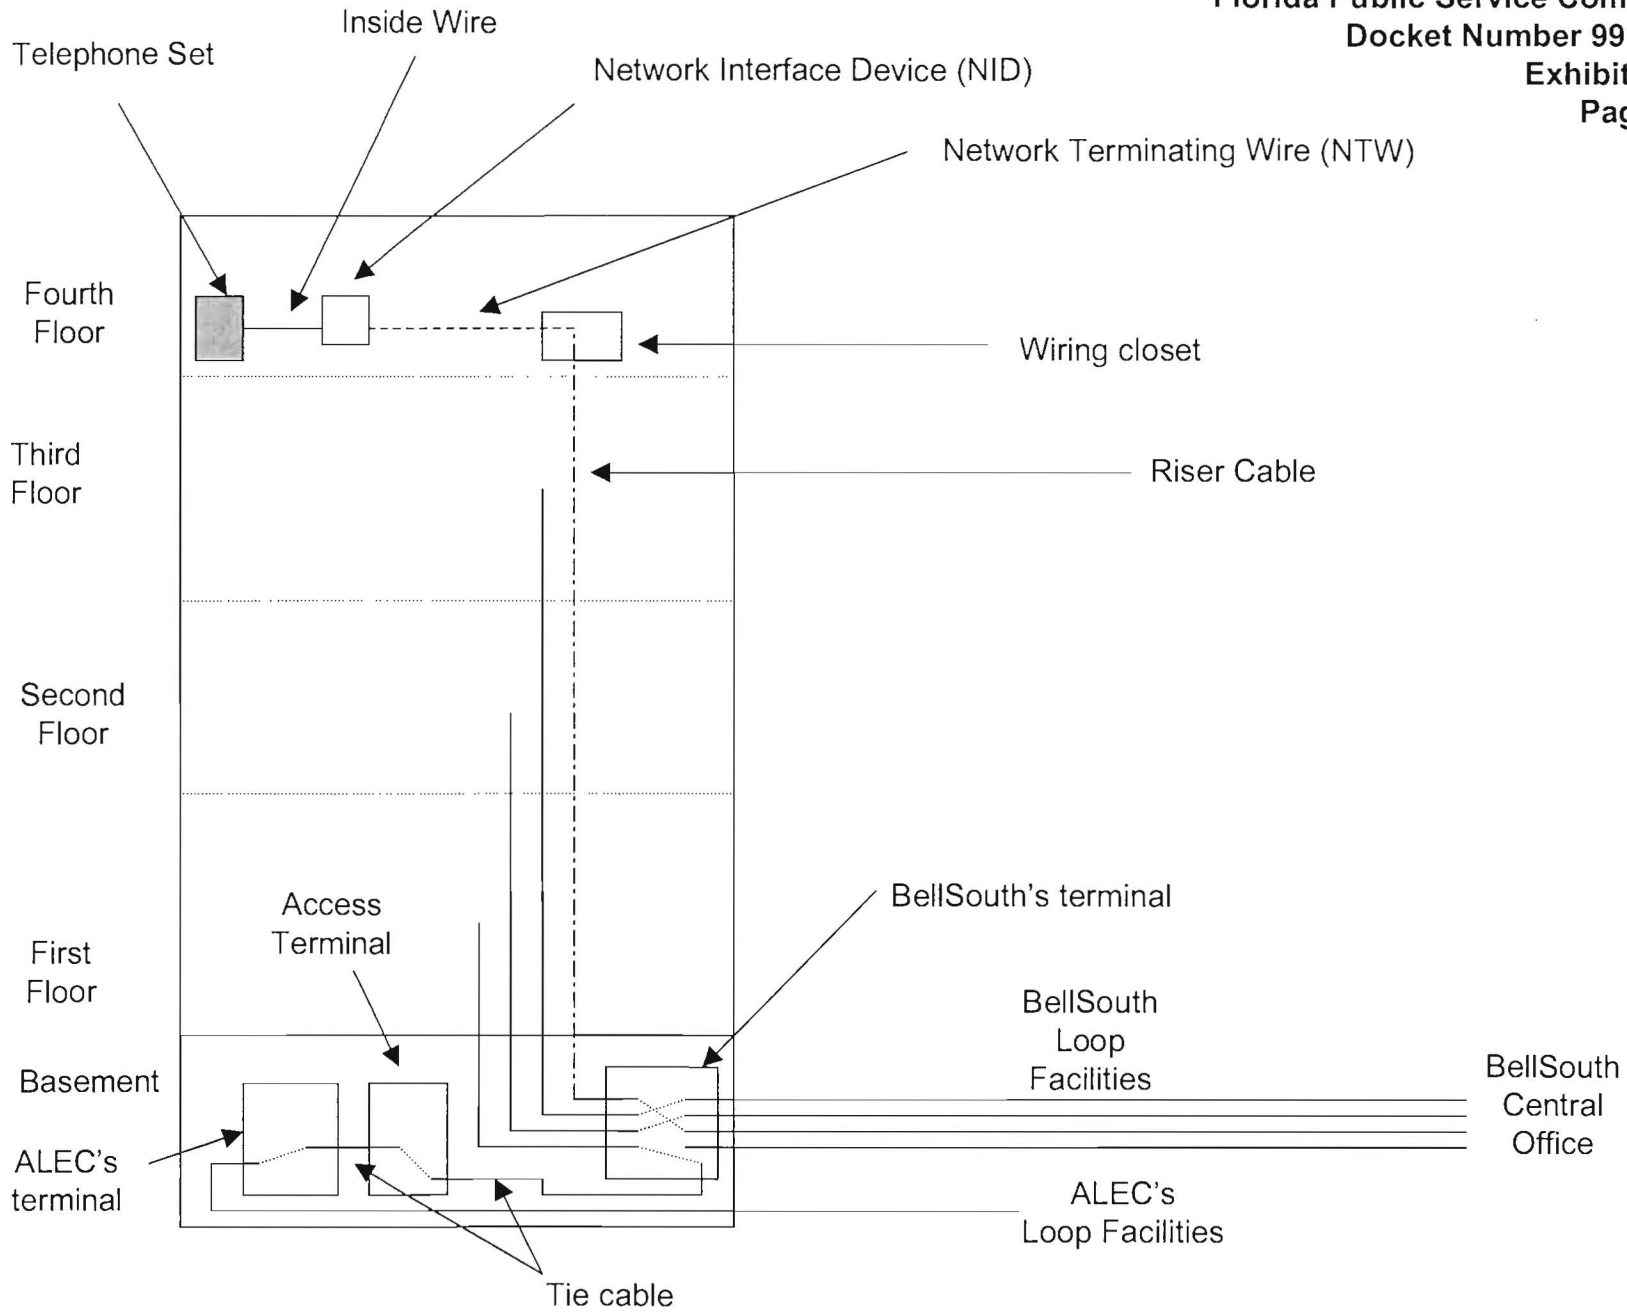 Florida Public Service Com
Docket Number 99
Exhibit
Pag
Inside Wire
Telephone Set
Network Interface Device (NID)
Network Terminating Wire (NTW)
Fourth
Floor
Wiring closet
Third
Floor
Riser Cable
Second
Floor
Access
Terminal
BellSouth's terminal
First
Floor
BellSouth
Loop
Facilities
Basement
BellSouth
Central
Office
ALEC's
terminal
ALEC's
Loop Facilities
Tie cable